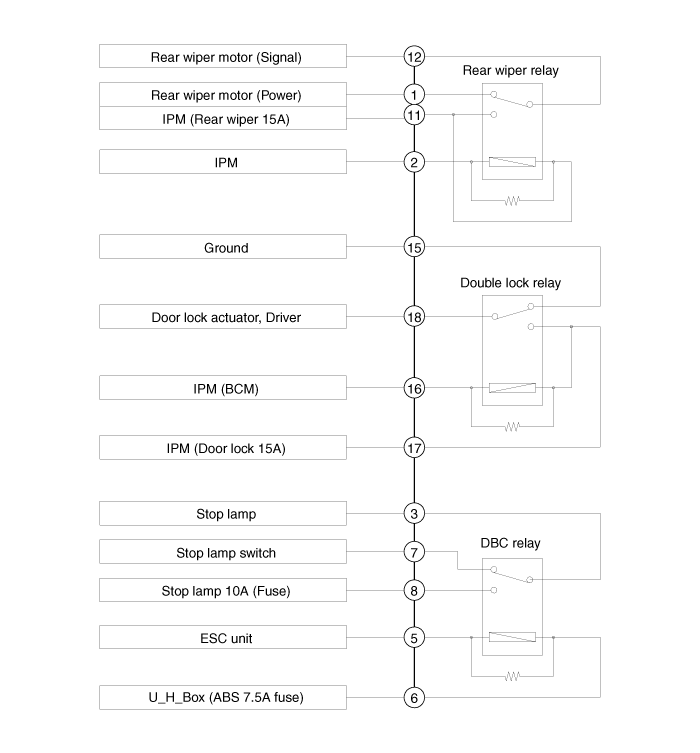 Rear wiper motor (Signal)
12
Rear wiper relay
Rear wiper motor (Power)
1
IPM (Rear wiper 15A)
11
IPM
2
Ground
15
Double lock relay
Door lock actuator, Driver
18
IPM (BCM)
16
IPM (Door lock 15A)
17
Stop lamp
3
DBC relay
Stop lamp switch
7
Stop lamp 10A (Fuse)
8
ESC unit
5
U_H_Box (ABS 7.5A fuse)
6